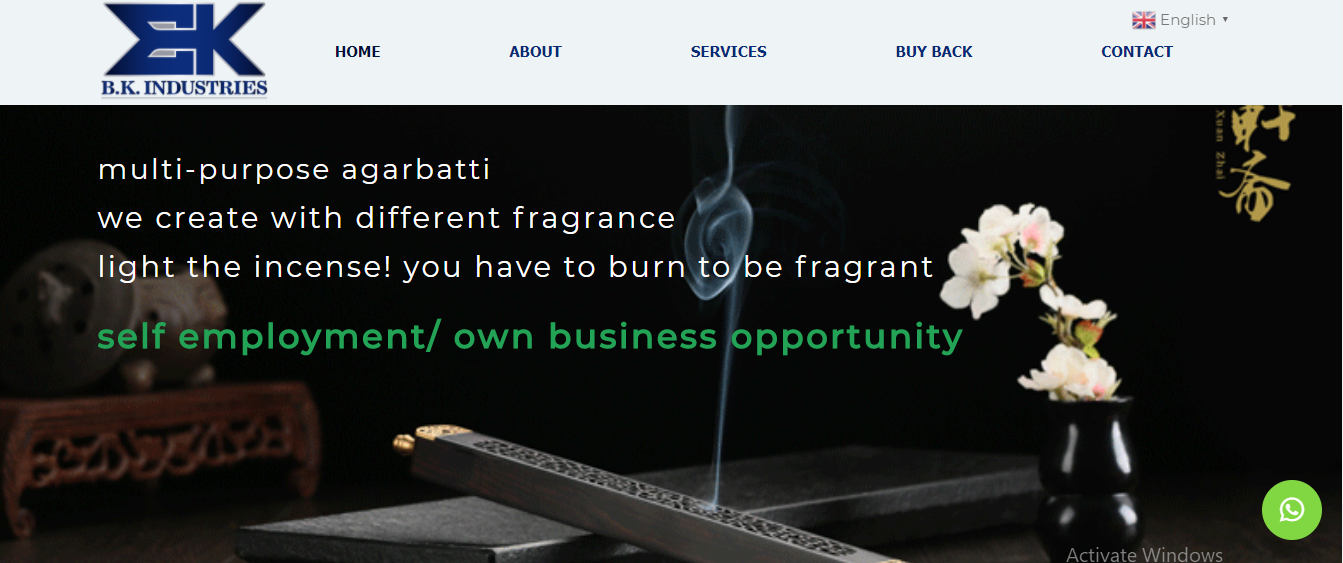 B.K. INDUSTRIES
English
HOME
ABOUT
SERVICES
BUY BACK
CONTACT
multi-purpose agarbatti
we create with different fragrance
light the incense! you have to burn to be fragrant
self employment/ own business opportunity
Xuan Zhai
斋
Activate Windows